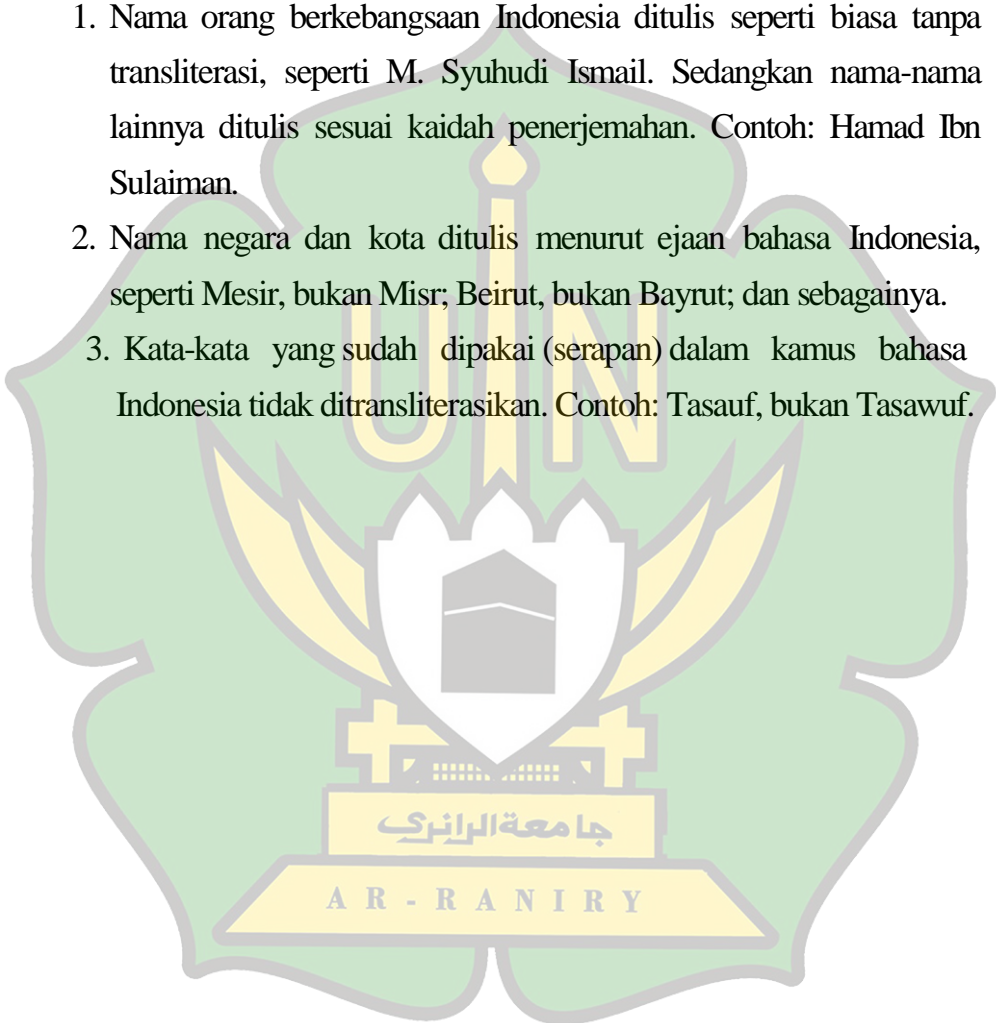 1. Nama orang berkebangsaan Indonesia ditulis seperti biasa tanpa
transliterasi, seperti M. Syuhudi Ismail. Sedangkan nama-nama
lainnya ditulis sesuai kaidah penerjemahan. Contoh: Hamad Ibn
Sulaiman.
2. Nama negara dan kota ditulis menurut ejaan bahasa Indonesia,
seperti Mesir, bukan Misr; Beirut, bukan Bayrut; dan sebagainya.
3. Kata-kata yang sudah dipakai (serapan) dalam kamus bahasa
Indonesia tidak ditransliterasikan. Contoh: Tasauf, bukan Tasawuf.
UIN
جامعة الرانري
AR-RANIRY